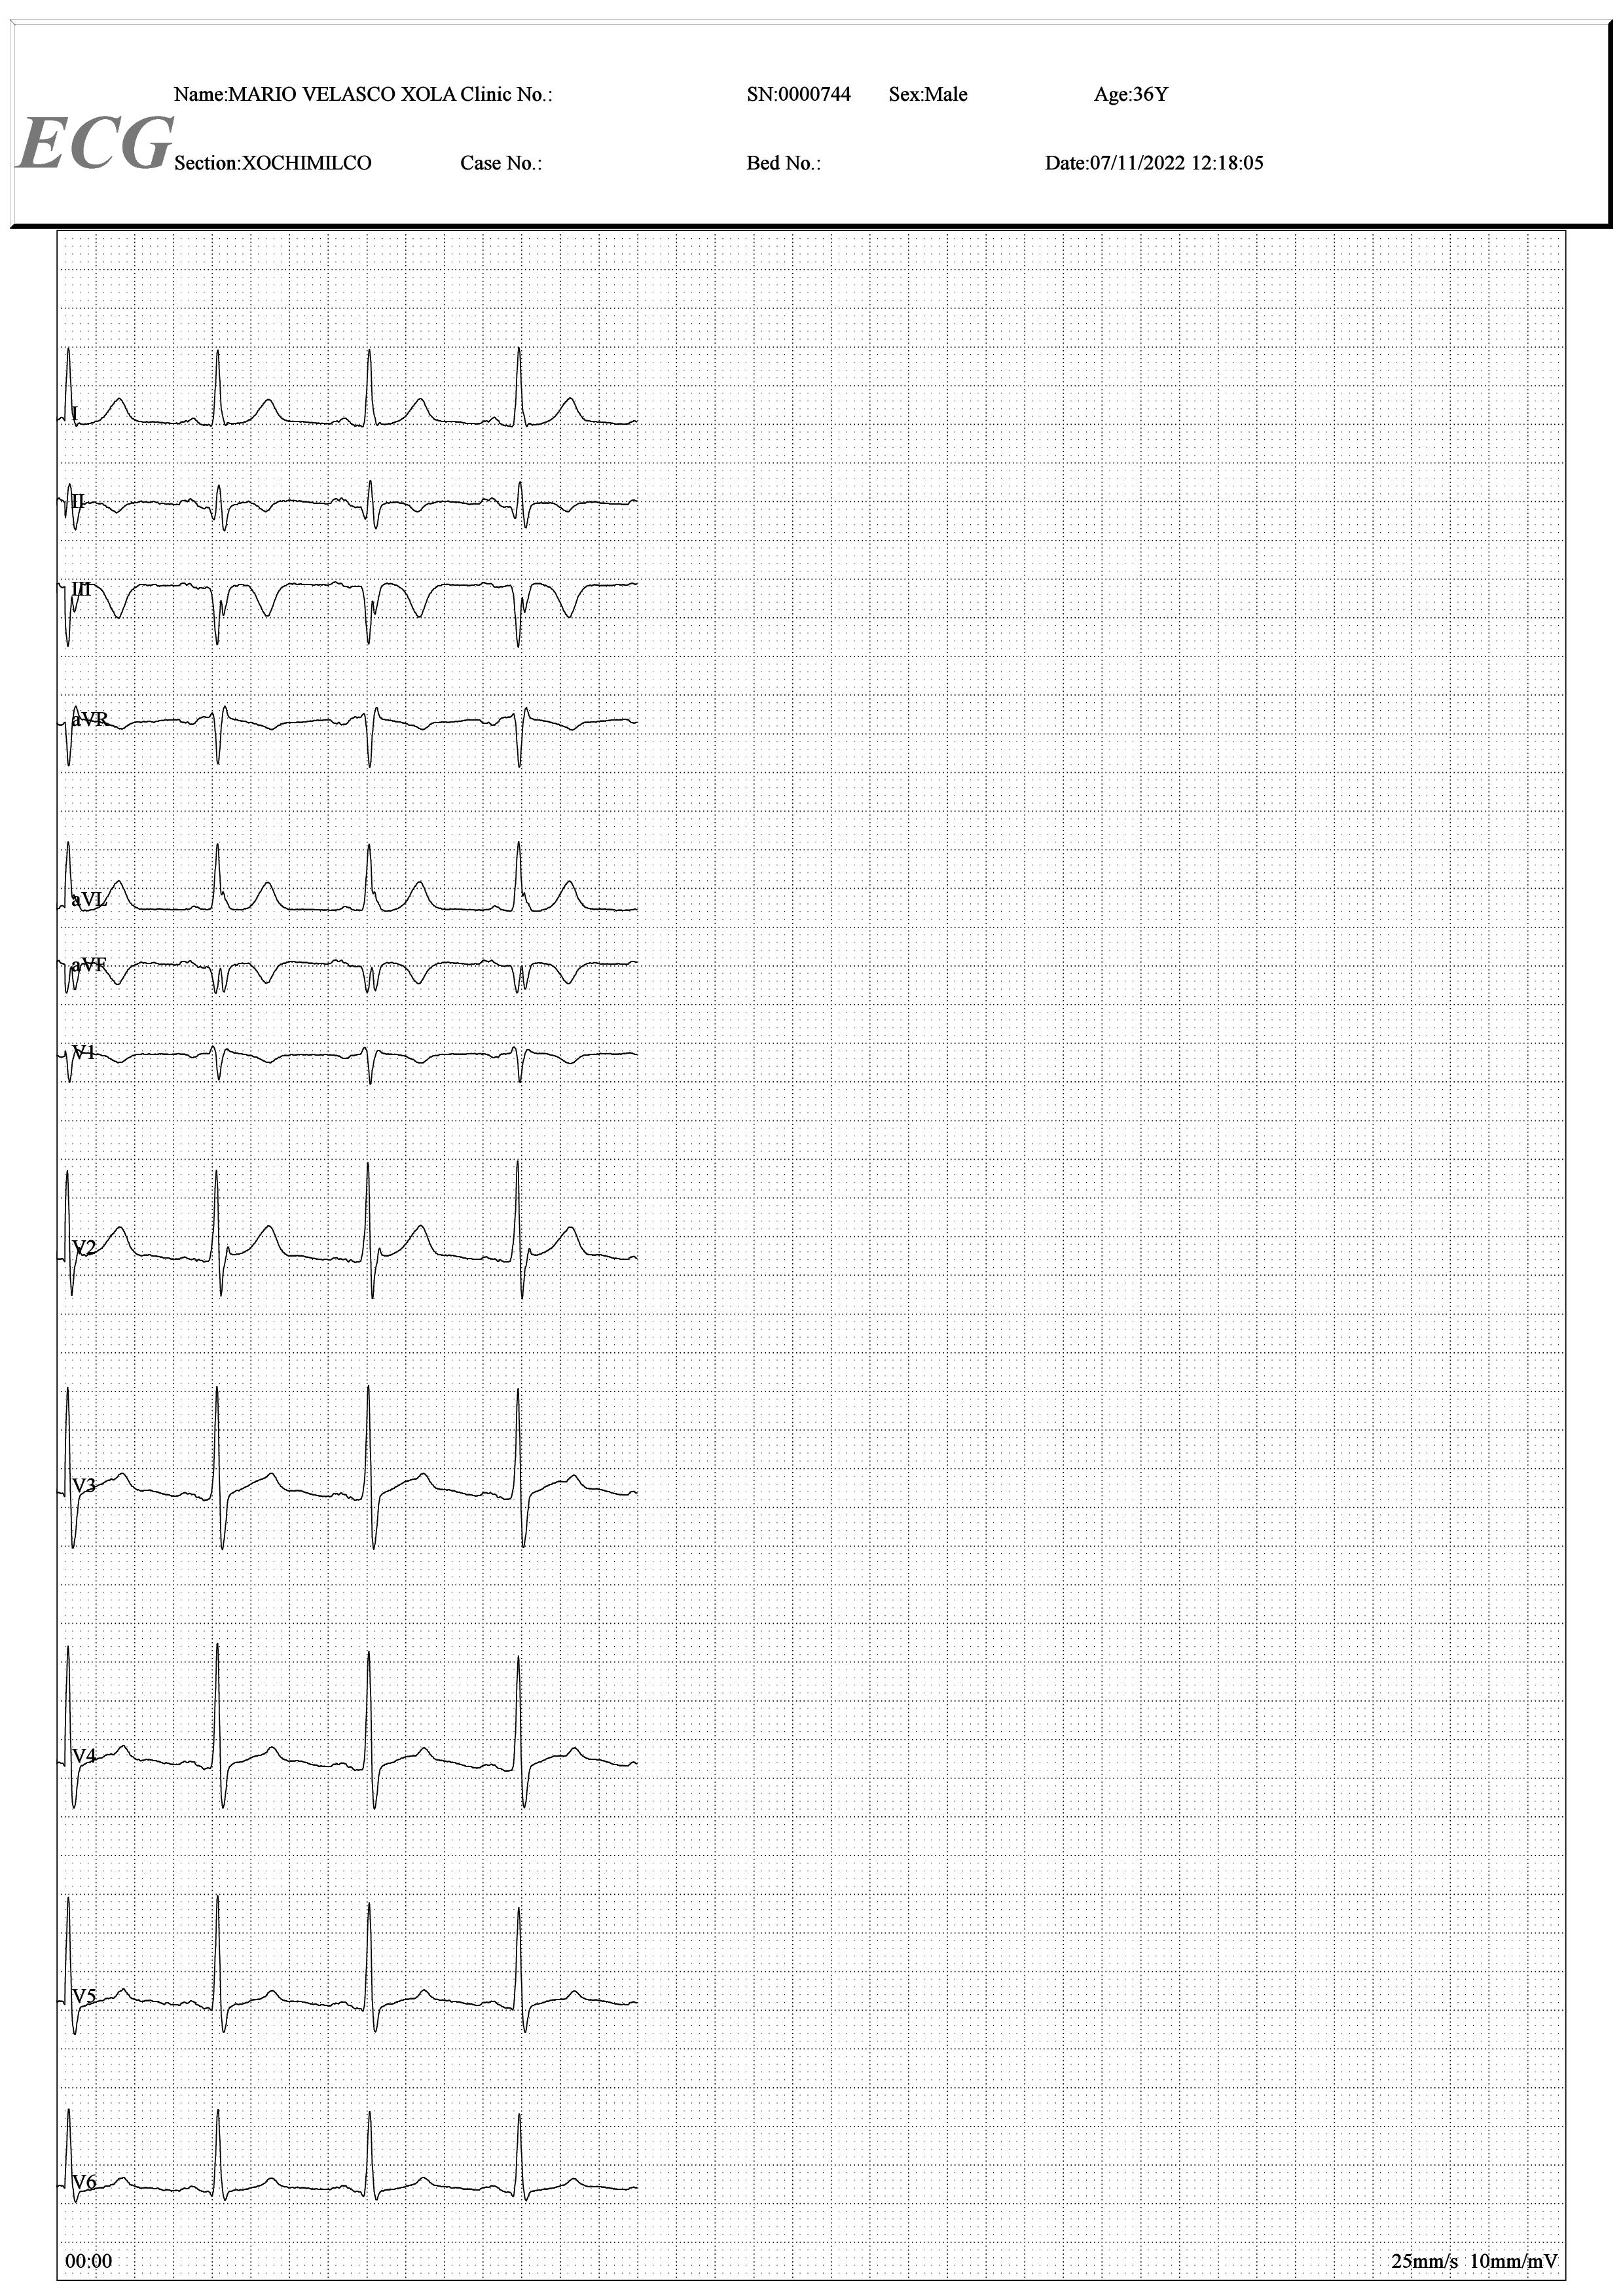 ECG
Name:MARIO VELASCO XOLA Clinic No.: SN:0000744 Sex:Male Age:36Y
Section:XOCHIMILCO Case No.: Bed No.: Date:07/11/2022 12:18:05
I
II
III
aVR
aVL
aVF
V1
V2
V3
V4
V5
V6
00:00 25mm/s 10mm/mV